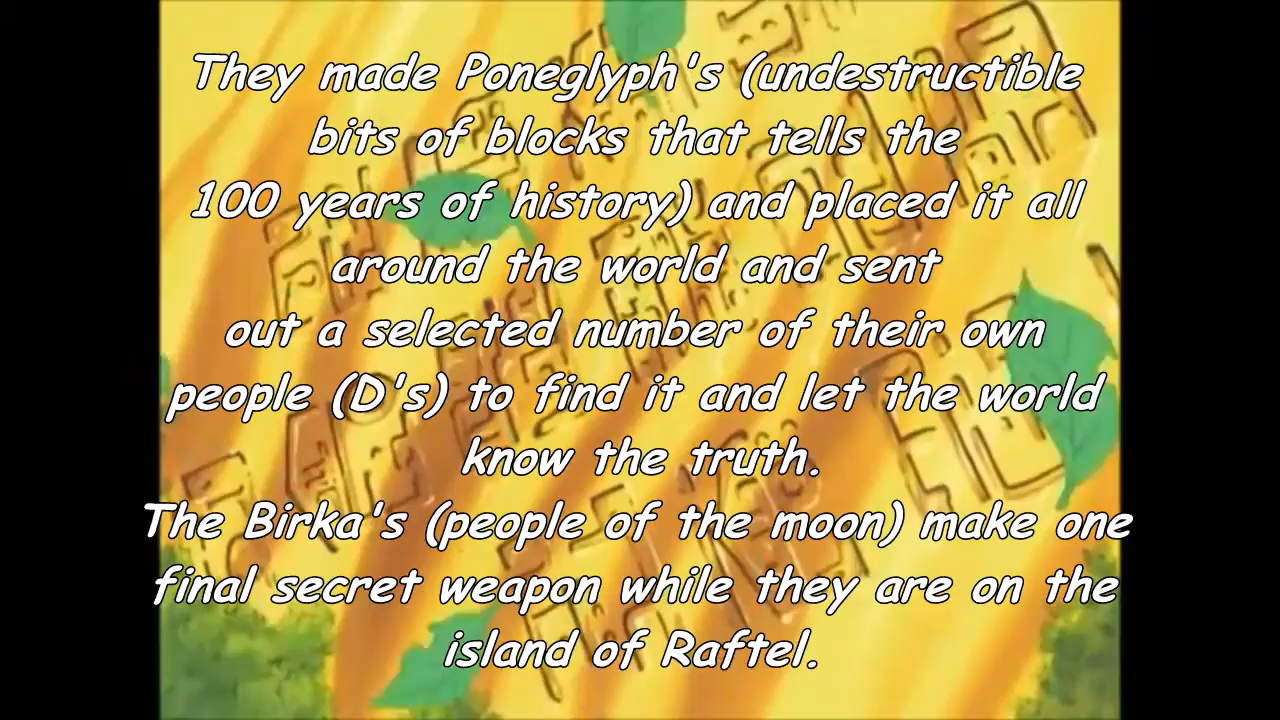 They made Poneglyph's (undestructible
bits of blocks that tells the
100 years of history) and placed it all
around the world and sent
out a selected number of their own
people (D's) to find it and let the world
know the truth.
The Birka's (people of the moon) make one
final secret weapon while they are on the
island of Raftel.